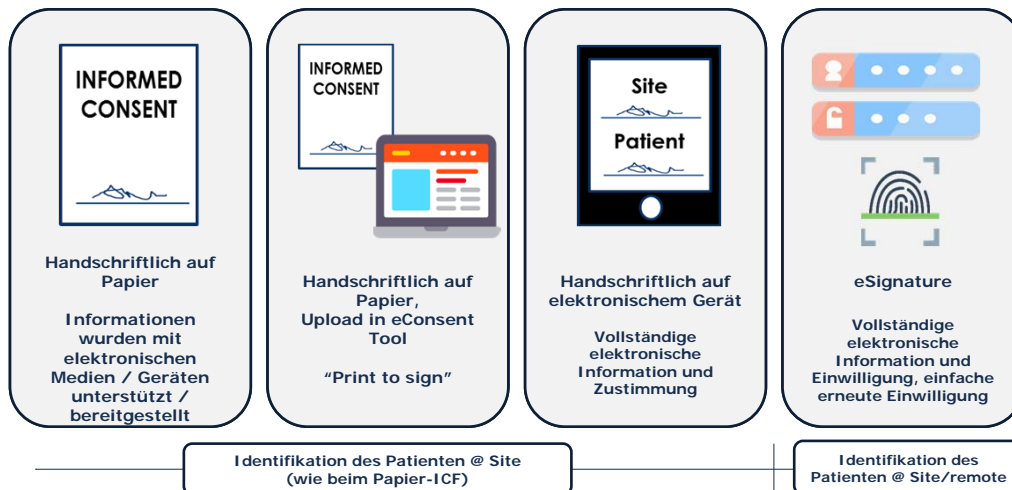 INFORMED
CONSENT
Handschriftlich auf
Papier
Informationen
wurden mit
elektronischen
Medien / Geräten
unterstützt /
bereitgestellt
INFORMED
CONSENT
Handschriftlich auf
Papier,
Upload in eConsent
Tool
“Print to sign”
Site
Patient
Handschriftlich auf
elektronischem Gerät
Vollständige
elektronische
Information und
Zustimmung
eSignature
Vollständige
elektronische
Information und
Einwilligung, einfache
erneute Einwilligung
Identifikation des Patienten @ Site
(wie beim Papier-ICF)
Identifikation des
Patienten @ Site/remote